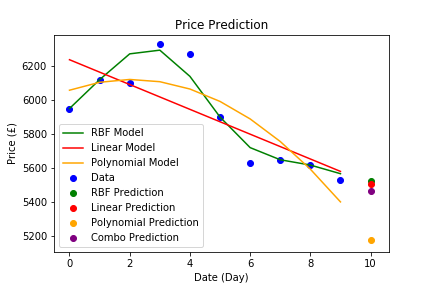 Price Prediction
Price (£)
6200
6000
5800
5600
5400
5200
RBF Model
Linear Model
Polynomial Model
Data
RBF Prediction
Linear Prediction
Polynomial Prediction
Combo Prediction
0
2
4
6
8
10
Date (Day)